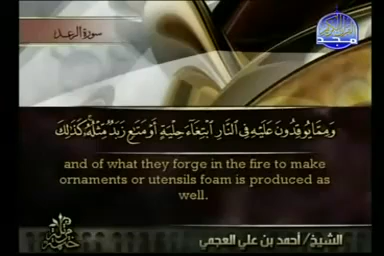 سورة الرعد
المجد
وَمِمَّا يُوقِدُونَ عَلَيْهِ فِي النَّارِ ابْتِغَاءَ حِلْيَةٍ أَوْ مَتَاعٍ زَبَدٌ مِّثْلُهُ كَذَٰلِكَ
and of what they forge in the fire to make
ornaments or utensils foam is produced as
well.
الشيخ/أحمد بن علي العجمي